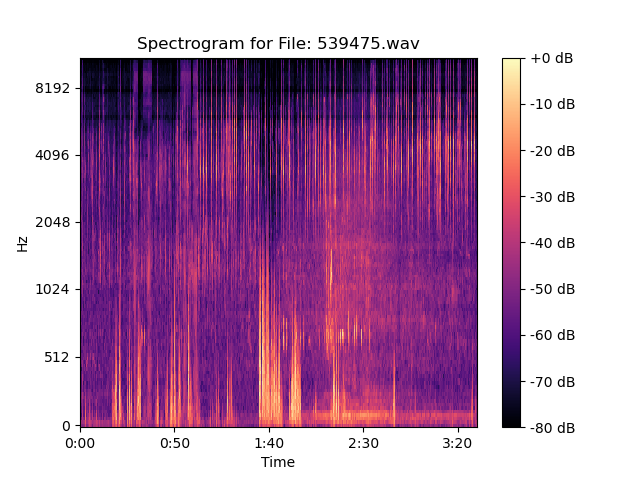 Spectrogram for File: 539475.wav
+0 dB
8192
-10 dB
4096
-20 dB
-30 dB
2048
Hz
-40 dB
1024
-50 dB
512
-60 dB
-70 dB
0
-80 dB
0:00 0:50 1:40 2:30 3:20
Time